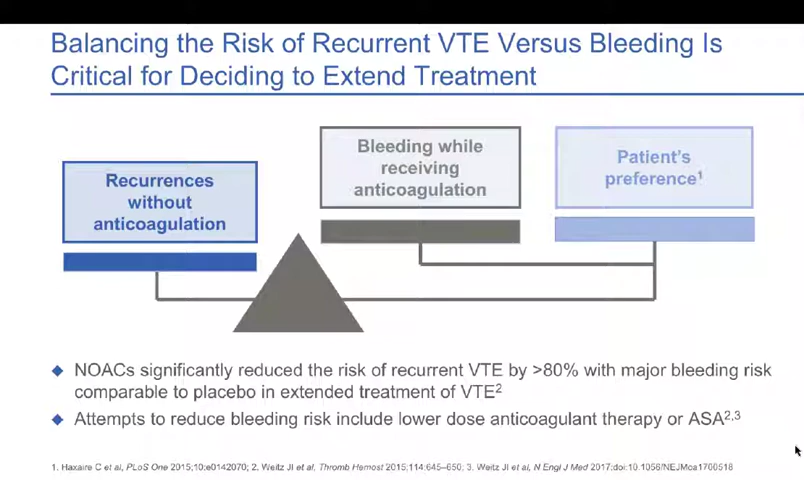 Balancing the Risk of Recurrent VTE Versus Bleeding Is
Critical for Deciding to Extend Treatment
Recurrences
without
anticoagulation
Bleeding while
receiving
anticoagulation
Patient's
preference¹
◆ NOACs significantly reduced the risk of recurrent VTE by >80% with major bleeding risk
comparable to placebo in extended treatment of VTE²
◆ Attempts to reduce bleeding risk include lower dose anticoagulant therapy or ASA²,³
1. Haxaire C et al, PLoS One 2015;10:e0142070; 2. Weitz JI et al, Thromb Hemost 2015;114:645–650; 3. Weitz JI et al, N Engl J Med 2017:doi:10.1056/NEJMca1700518